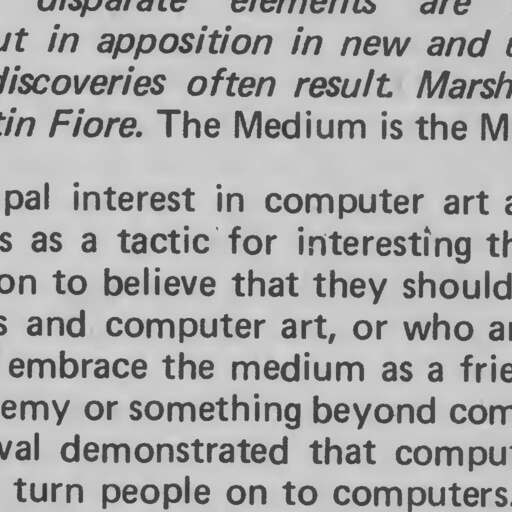 disparate elements are
ut in apposition in new and u
discoveries often result. Marsh
tin Fiore. The Medium is the M
pal interest in computer art a
s as a tactic for interesting th
on to believe that they should
s and computer art, or who ar
embrace the medium as a frie
emy or something beyond com
val demonstrated that comput
turn people on to computers.